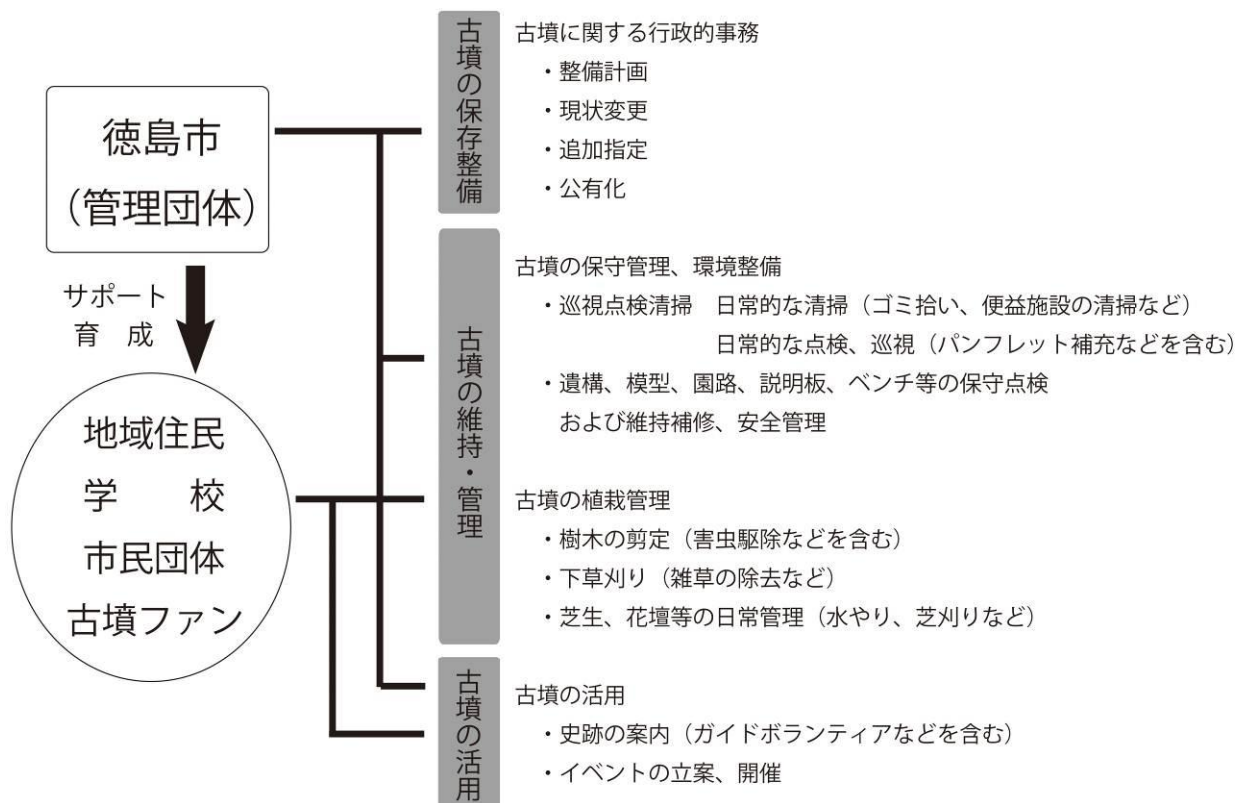 徳島市
(管理団体)
サポート
育 成
地域住民
学 校
市民団体
古墳ファン
古墳の保存整備
古墳に関する行政的事務
・整備計画
・現状変更
・追加指定
・公有化
古墳の維持・管理
古墳の保守管理、環境整備
・巡視点検清掃 日常的な清掃(ゴミ拾い、便益施設の清掃など)
日常的な点検、巡視(パンフレット補充などを含む)
・遺構、模型、園路、説明板、ベンチ等の保守点検
および維持補修、安全管理
古墳の植栽管理
・樹木の剪定(害虫駆除などを含む)
・下草刈り(雑草の除去など)
・芝生、花壇等の日常管理(水やり、芝刈りなど)
古墳の活用
古墳の活用
・史跡の案内(ガイドボランティアなどを含む)
・イベントの立案、開催